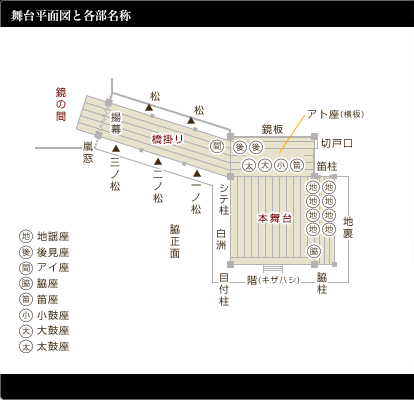 舞台平面図と各部名称
鏡の間
松
松
揚幕
橋掛り
嵐窓
三ノ松
二ノ松
一ノ松
アト座(横板)
鏡板
切戸口
間
後 後
太 大 小 笛
笛柱
シテ柱
本舞台
地 地
地 地
地 地
地 地
脇
地裏
白洲
脇正面
目付柱
階(キザハシ)
脇柱
地 地謡座
後 後見座
間 アイ座
脇 脇座
笛 笛座
小 小鼓座
大 大鼓座
太 太鼓座